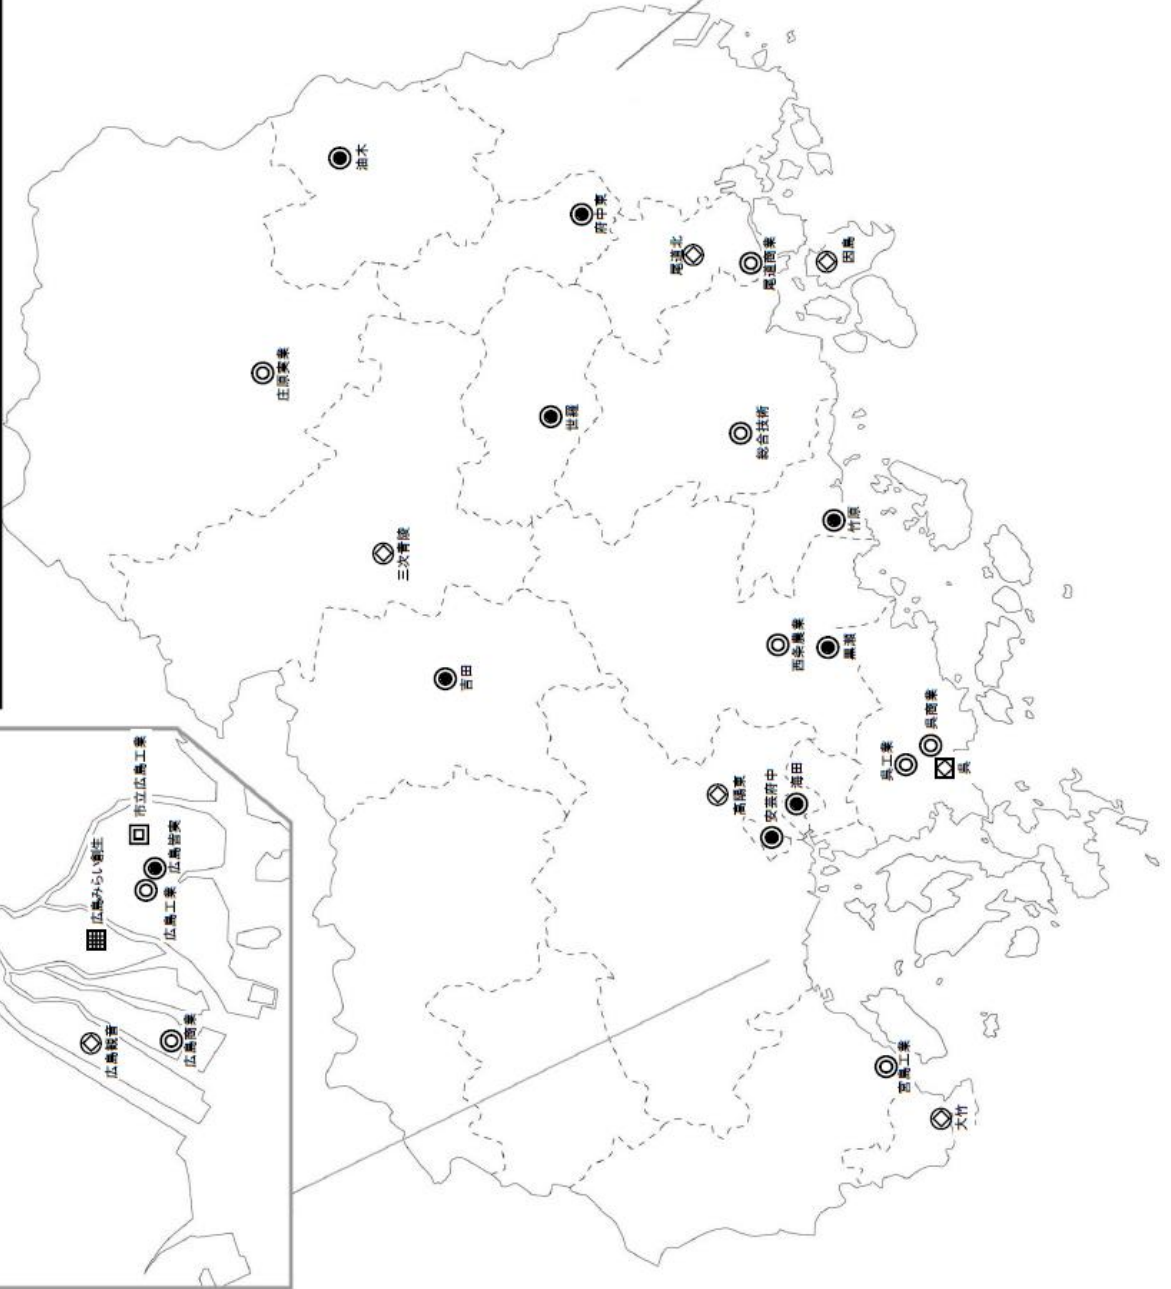 市立広島工業
広島みらい創生
広島皆実
広島工業
広島観音
広島商業
油木
府中東
尾道北
尾道商業
因島
庄原実業
世羅
総合技術
三次青陵
竹原
吉田
西条農業
黒瀬
呉商業
呉工業
呉
高陽東
安芸府中
海田
宮島工業
大竹